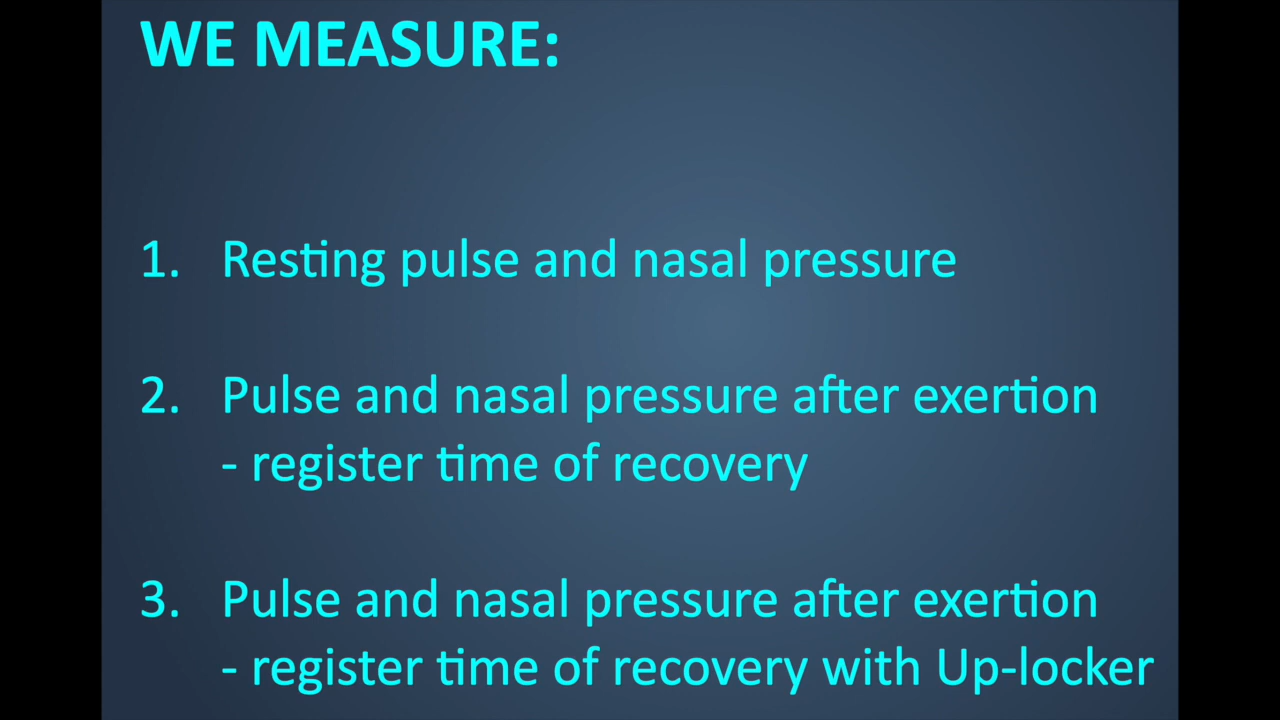 WE MEASURE:
1. Resting pulse and nasal pressure
2. Pulse and nasal pressure after exertion
- register time of recovery
3. Pulse and nasal pressure after exertion
- register time of recovery with Up-locker